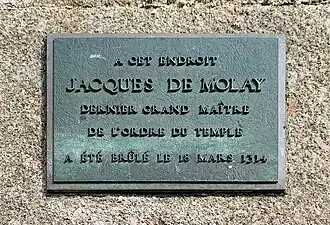 A CET ENDROIT
JACQUES DE MOLAY
DERNIER GRAND MAÎTRE
DE L'ORDRE DU TEMPLE
A ÉTÉ BRÛLÉ LE 18 MARS 1314